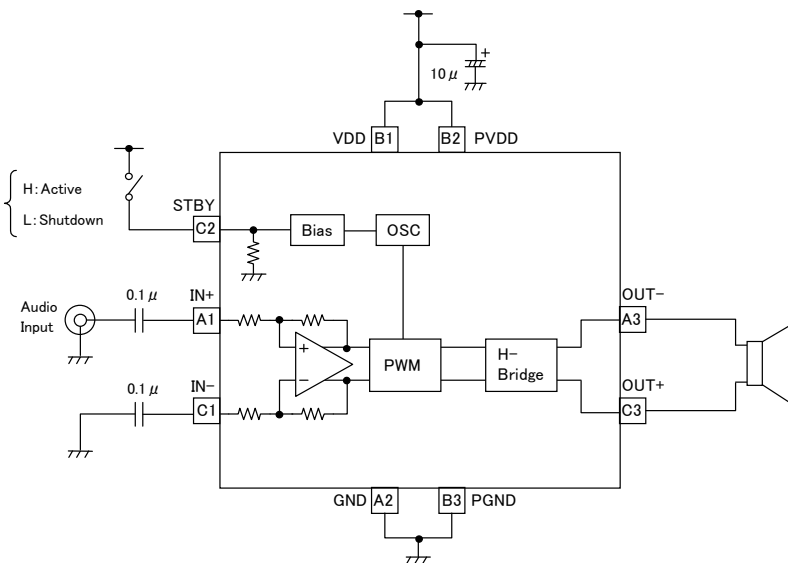 +
10μ
VDD B1 B2 PVDD
H:Active
L:Shutdown
STBY
C2
Bias
OSC
Audio
Input
0.1μ
IN+
A1
+
−
PWM
H-
Bridge
OUT-
A3
0.1μ
IN-
C1
OUT+
C3
GND A2 B3 PGND